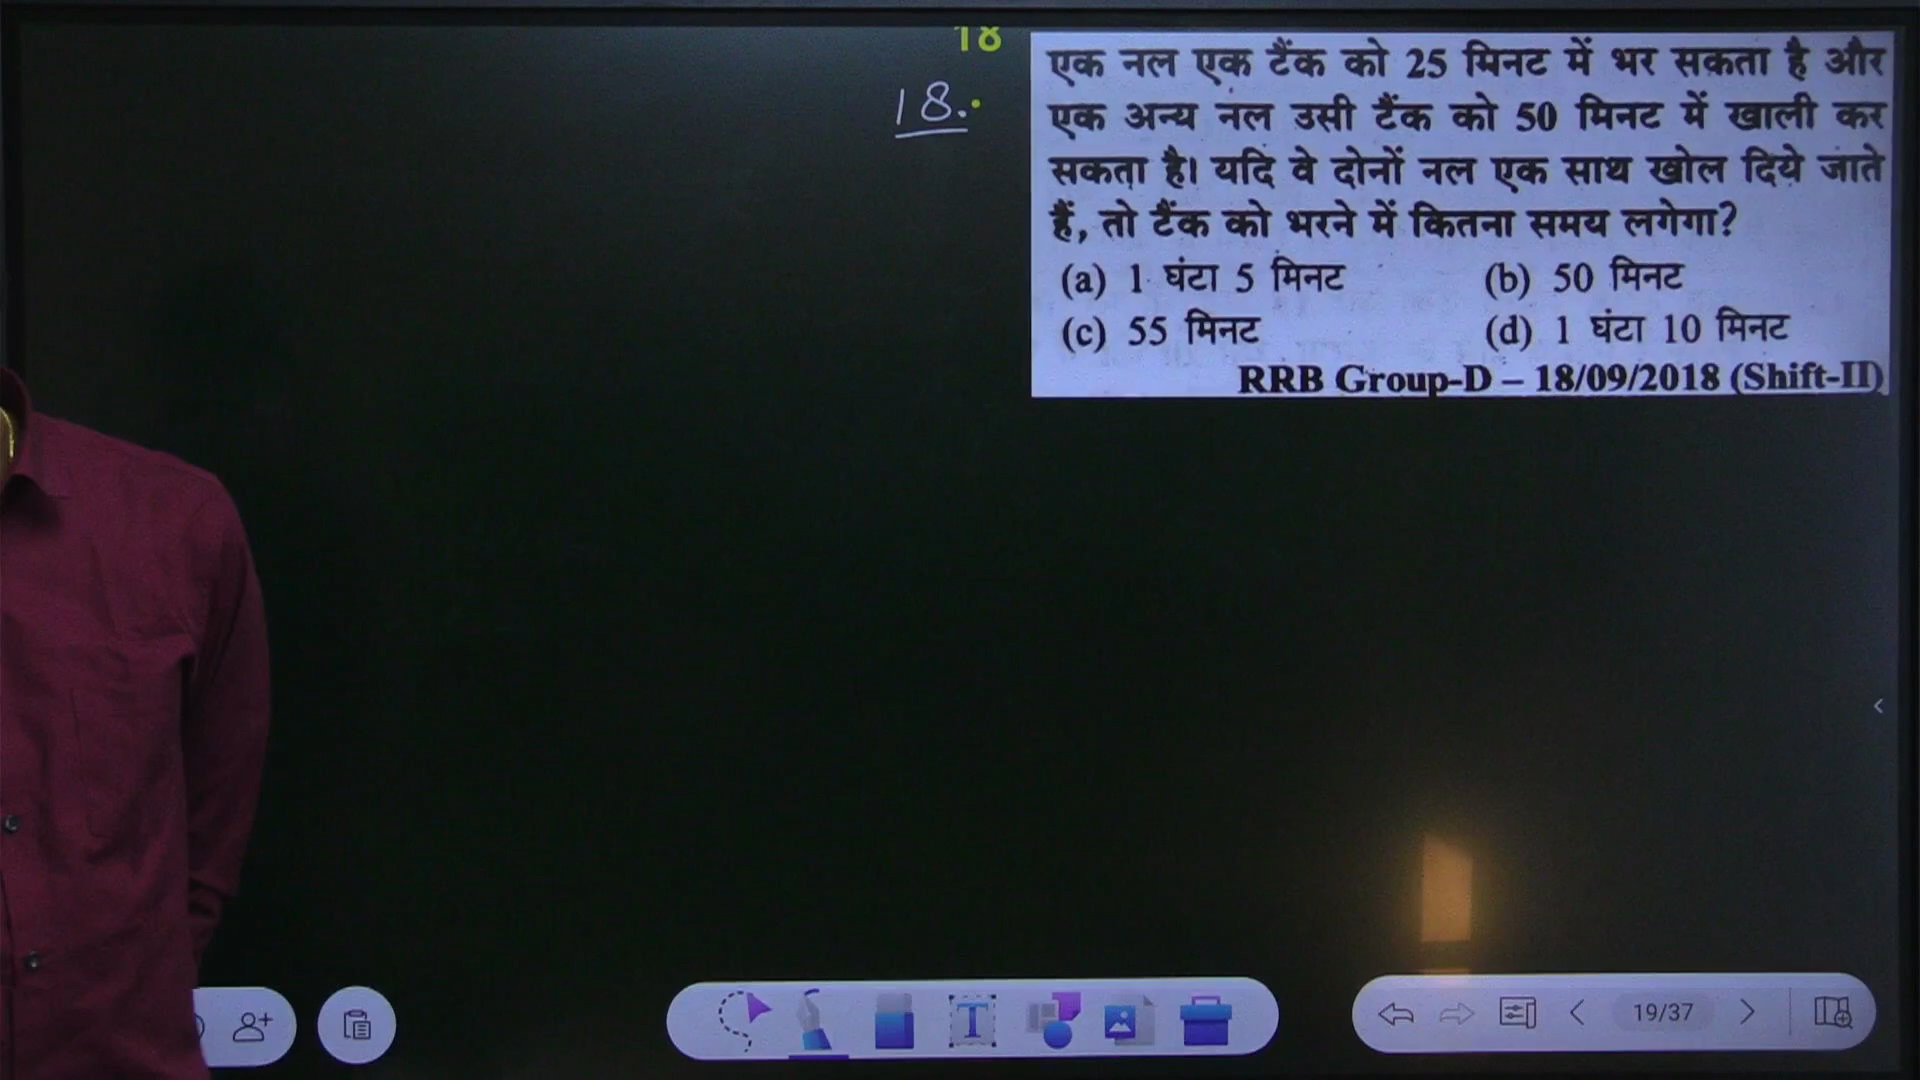 18
18.
एक नल एक टैंक को 25 मिनट में भर सकता है और
एक अन्य नल उसी टैंक को 50 मिनट में खाली कर
सकता है। यदि वे दोनों नल एक साथ खोल दिये जाते
हैं, तो टैंक को भरने में कितना समय लगेगा?
(a) 1 घंटा 5 मिनट (b) 50 मिनट
(c) 55 मिनट (d) 1 घंटा 10 मिनट
RRB Group-D – 18/09/2018 (Shift-II)
T
19/37